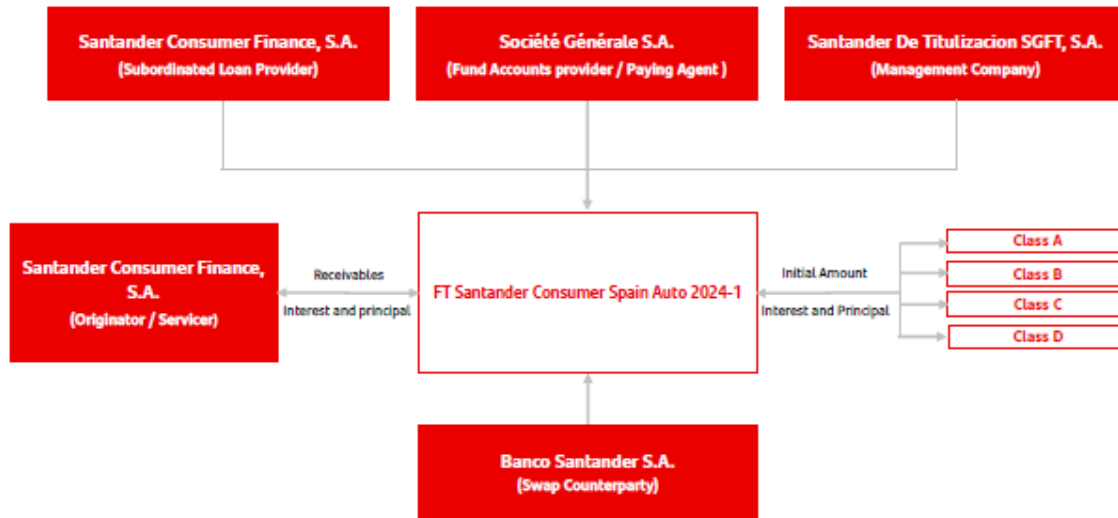 Santander Consumer Finance, S.A.
(Subordinated Loan Provider)
Société Générale S.A.
(Fund Accounts provider / Paying Agent )
Santander De Titulizacion SGFT, S.A.
(Management Company)
Santander Consumer Finance,
S.A.
(Originator / Servicer)
Receivables
Interest and principal
FT Santander Consumer Spain Auto 2024-1
Initial Amount
Interest and Principal
Class A
Class B
Class C
Class D
Banco Santander S.A.
(Swap Counterparty)